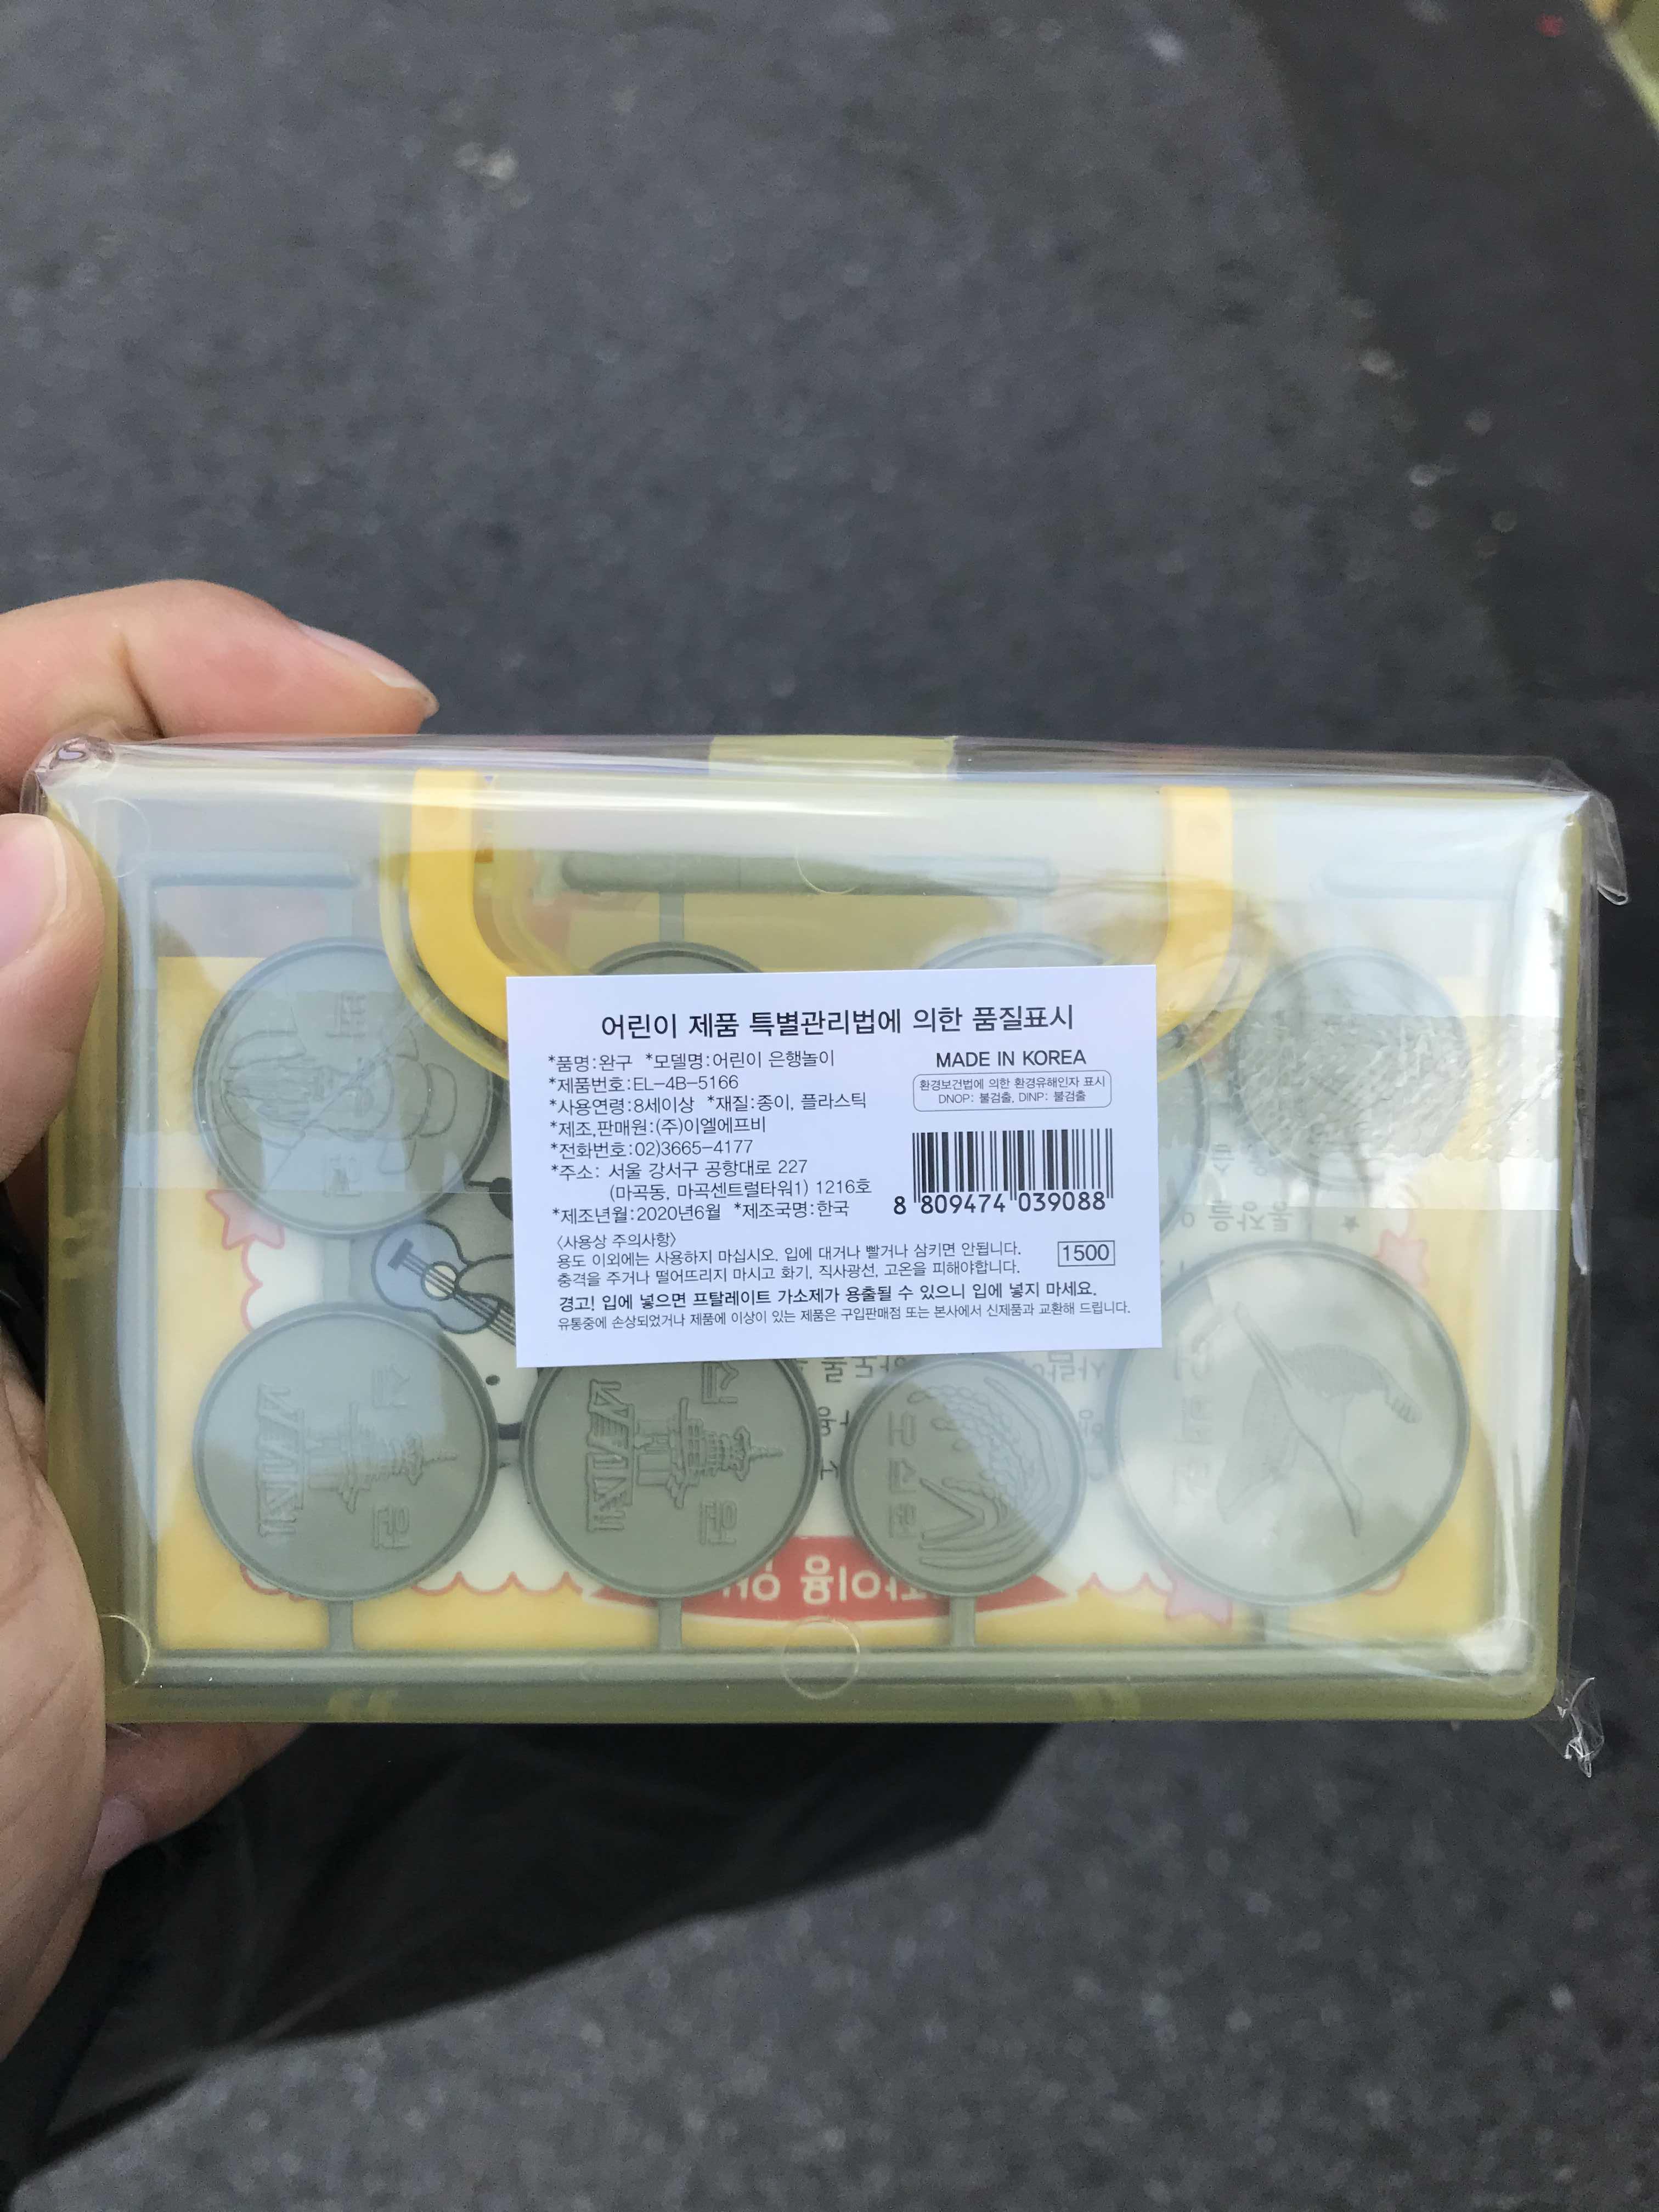 어린이 제품 특별관리법에 의한 품질표시
*품명:완구 *모델명:어린이 은행놀이
*제품번호:EL-4B-5166
*사용연령:8세이상 *재질:종이, 플라스틱
*제조,판매원:(주)이엘에프비
*전화번호:02)3665-4177
*주소: 서울 강서구 공항대로 227
(마곡동, 마곡센트럴타워1) 1216호
*제조년월:2020년6월 *제조국명:한국
MADE IN KOREA
환경보건법에 의한 환경유해인자 표시
DNOP: 불검출, DINP: 불검출
8 809474 039088
<사용상 주의사항>
용도 이외에는 사용하지 마십시오. 입에 대거나 빨거나 삼키면 안됩니다.
충격을 주거나 떨어뜨리지 마시고 화기, 직사광선, 고온을 피해야합니다.
1500
경고! 입에 넣으면 프탈레이트 가소제가 용출될 수 있으니 입에 넣지 마세요.
유통중에 손상되었거나 제품에 이상이 있는 제품은 구입판매점 또는 본사에서 신제품과 교환해 드립니다.
백 원
십 원
십 원
오십원